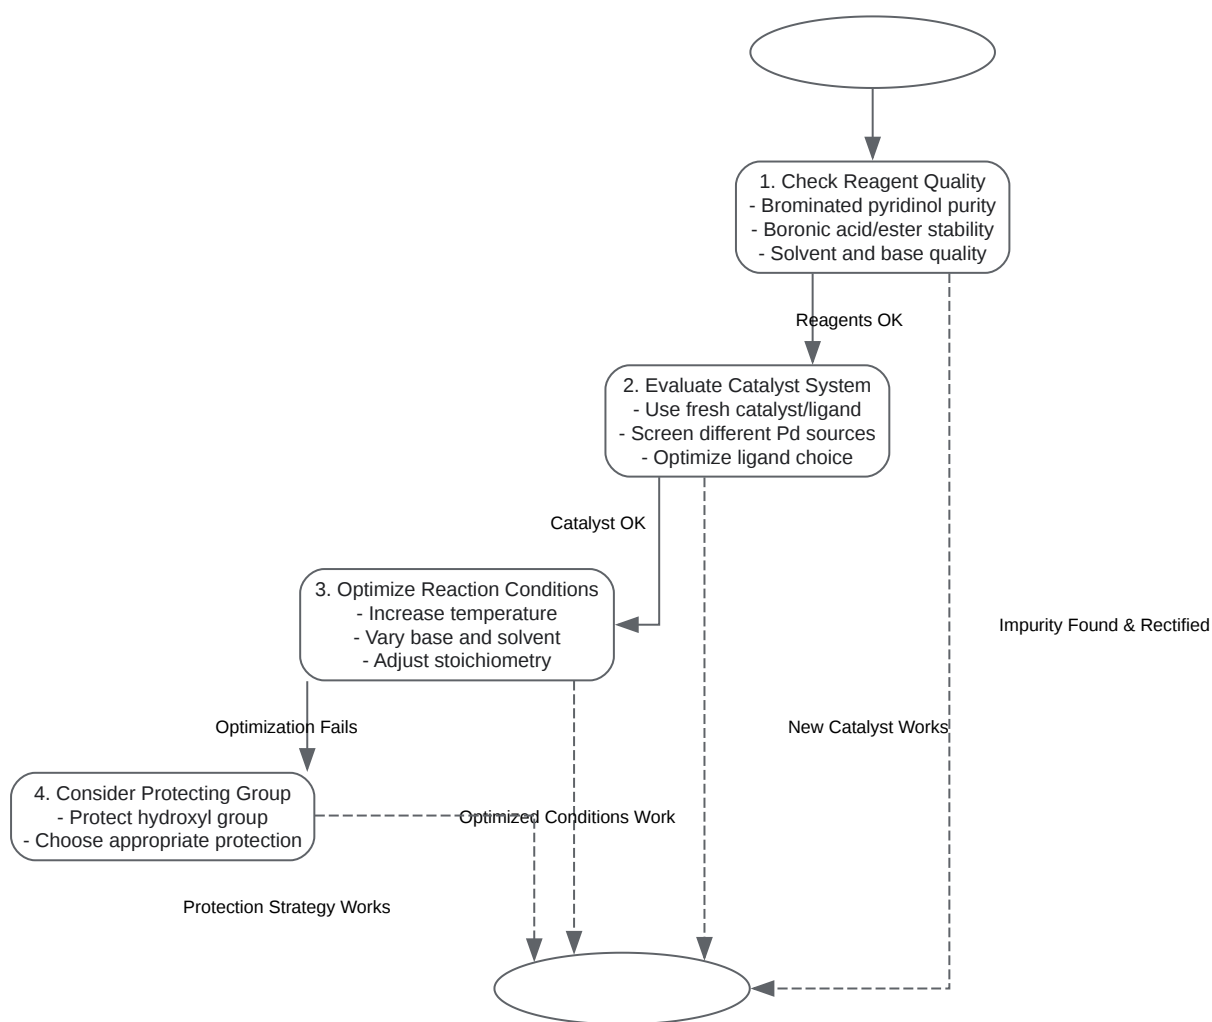 1. Check Reagent Quality
- Brominated pyridinol purity
- Boronic acid/ester stability
- Solvent and base quality
Reagents OK
2. Evaluate Catalyst System
- Use fresh catalyst/ligand
- Screen different Pd sources
- Optimize ligand choice
Catalyst OK
3. Optimize Reaction Conditions
- Increase temperature
- Vary base and solvent
- Adjust stoichiometry
Impurity Found & Rectified
Optimization Fails
New Catalyst Works
4. Consider Protecting Group
- Protect hydroxyl group
- Choose appropriate protection
Optimized Conditions Work
Protection Strategy Works